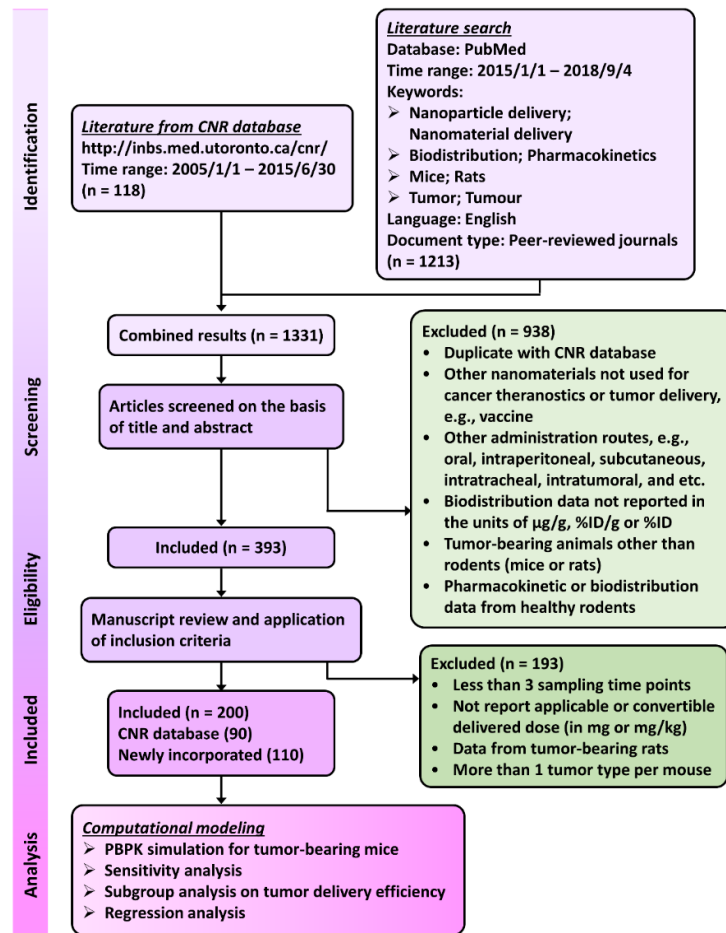 Identification
Literature from CNR database
http://inbs.med.utoronto.ca/cnr/
Time range: 2005/1/1 – 2015/6/30
(n = 118)
Literature search
Database: PubMed
Time range: 2015/1/1 – 2018/9/4
Keywords:
➢ Nanoparticle delivery;
Nanomaterial delivery
➢ Biodistribution; Pharmacokinetics
➢ Mice; Rats
➢ Tumor; Tumour
Language: English
Document type: Peer-reviewed journals
(n = 1213)
Screening
Combined results (n = 1331)
Articles screened on the basis
of title and abstract
Excluded (n = 938)
• Duplicate with CNR database
• Other nanomaterials not used for
cancer theranostics or tumor delivery,
e.g., vaccine
• Other administration routes, e.g.,
oral, intraperitoneal, subcutaneous,
intratracheal, intratumoral, and etc.
• Biodistribution data not reported in
the units of µg/g, %ID/g or %ID
• Tumor-bearing animals other than
rodents (mice or rats)
• Pharmacokinetic or biodistribution
data from healthy rodents
Eligibility
Included (n = 393)
Manuscript review and application
of inclusion criteria
Excluded (n = 193)
• Less than 3 sampling time points
• Not report applicable or convertible
delivered dose (in mg or mg/kg)
• Data from tumor-bearing rats
• More than 1 tumor type per mouse
Included
Included (n = 200)
CNR database (90)
Newly incorporated (110)
Analysis
Computational modeling
➢ PBPK simulation for tumor-bearing mice
➢ Sensitivity analysis
➢ Subgroup analysis on tumor delivery efficiency
➢ Regression analysis